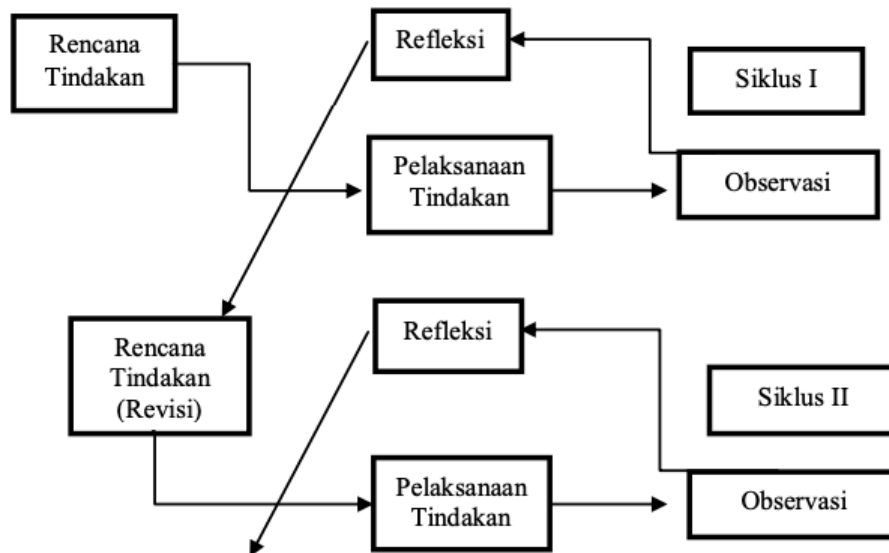 Rencana
Tindakan
Refleksi
Siklus I
Pelaksanaan
Tindakan
Observasi
Rencana
Tindakan
(Revisi)
Refleksi
Siklus II
Pelaksanaan
Tindakan
Observasi